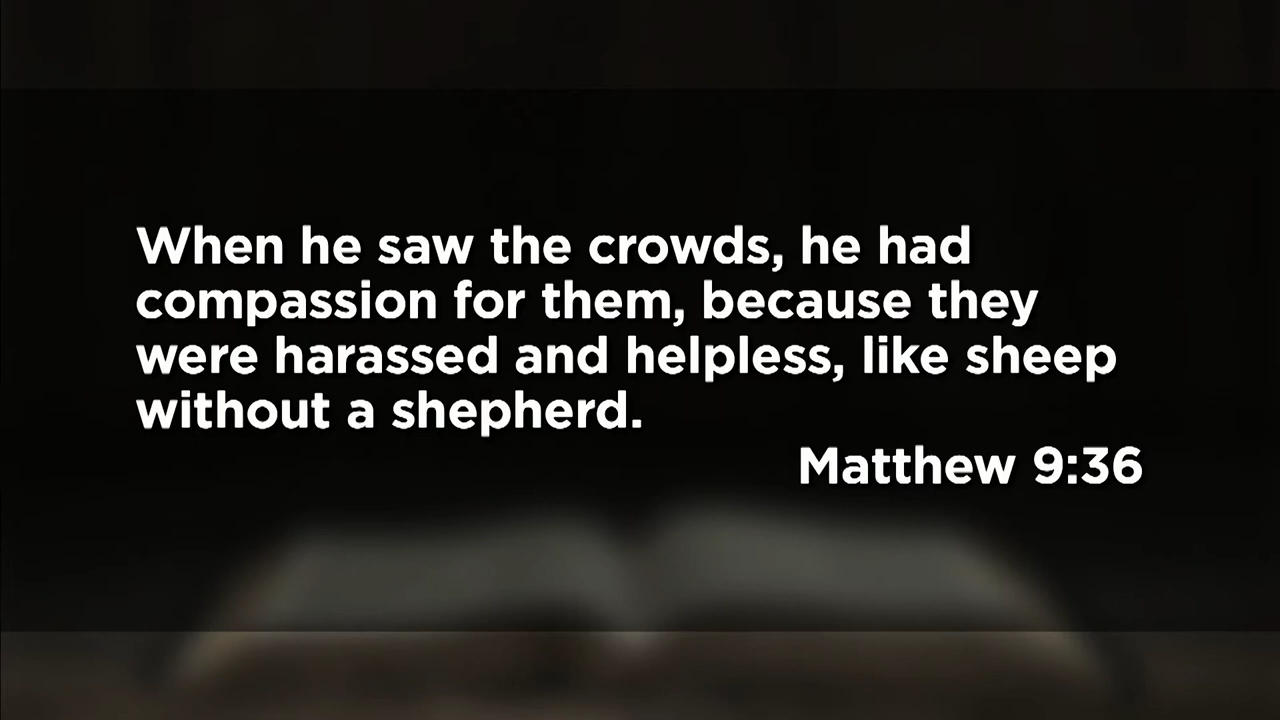 When he saw the crowds, he had
compassion for them, because they
were harassed and helpless, like sheep
without a shepherd.
Matthew 9:36